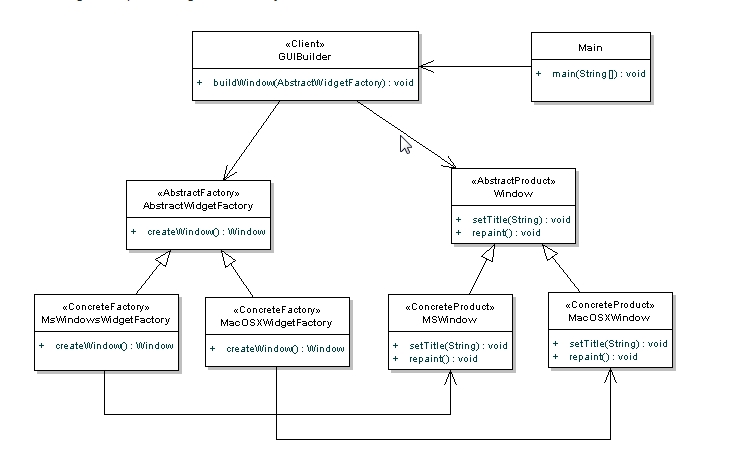 «Client»
GUIBuilder
+ buildWindow(AbstractWidgetFactory) : void
Main
+ main(String []) : void
«AbstractFactory»
AbstractWidgetFactory
+ createWindow() : Window
«AbstractProduct»
Window
+ setTitle(String) : void
+ repaint() : void
«ConcreteFactory»
MsWindowsWidgetFactory
+ createWindow() : Window
«ConcreteFactory»
MacOSXWidgetFactory
+ createWindow() : Window
«ConcreteProduct»
MSWindow
+ setTitle(String) : void
+ repaint() : void
«ConcreteProduct»
MacOSXWindow
+ setTitle(String) : void
+ repaint() : void